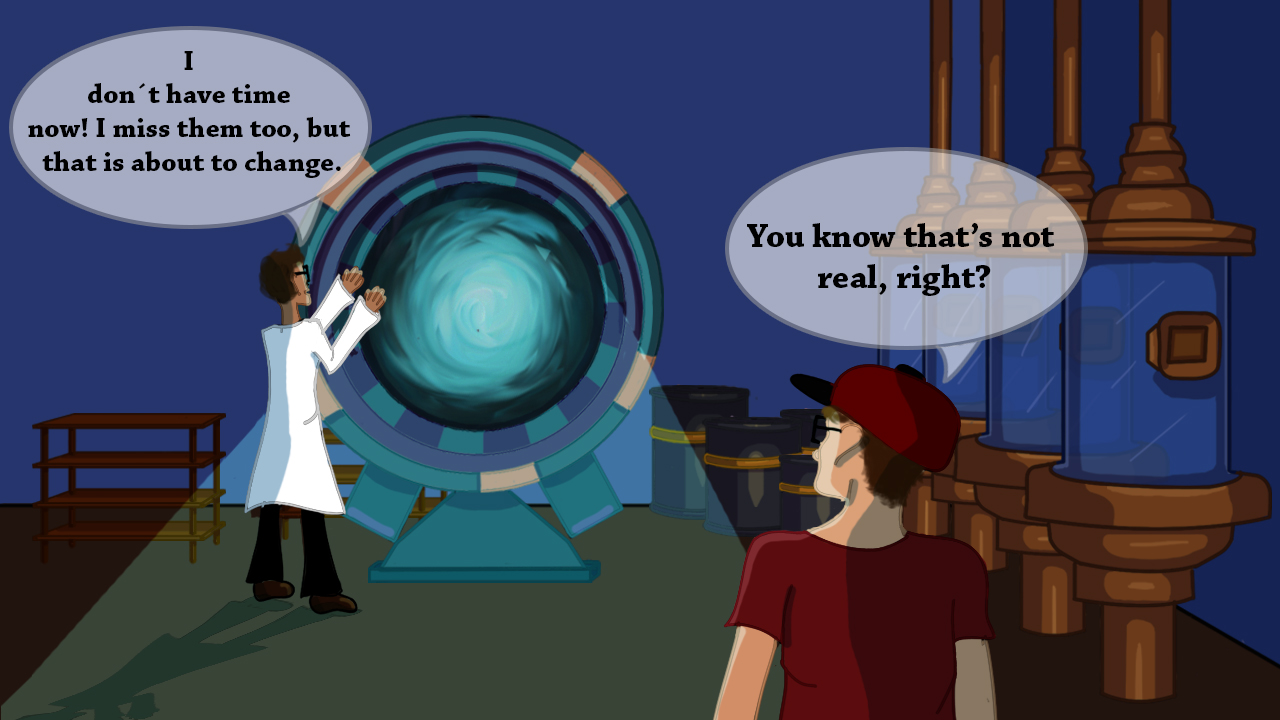 I
don´t have time
now! I miss them too, but
that is about to change.
You know that’s not
real, right?